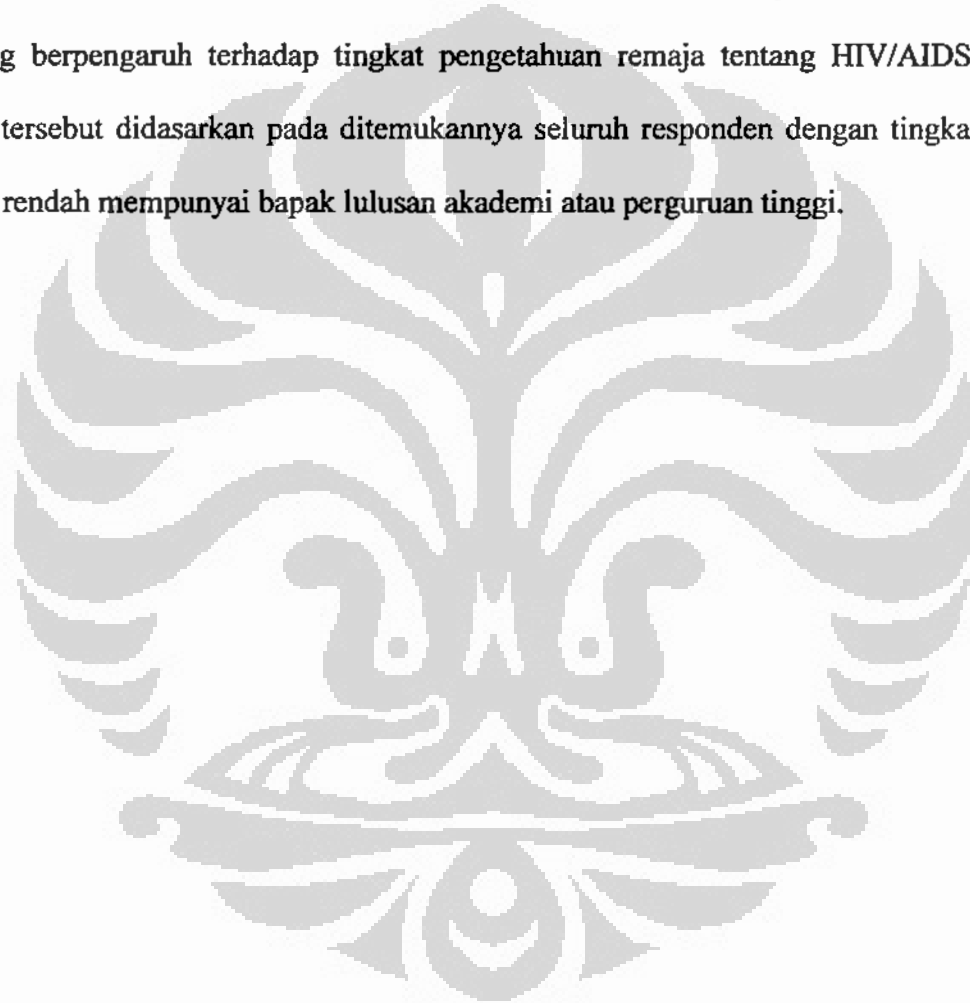 g berpengaruh terhadap tingkat pengetahuan remaja tentang HIV/AIDS
tersebut didasarkan pada ditemukannya seluruh responden dengan tingka
rendah mempunyai bapak lulusan akademi atau perguruan tinggi.